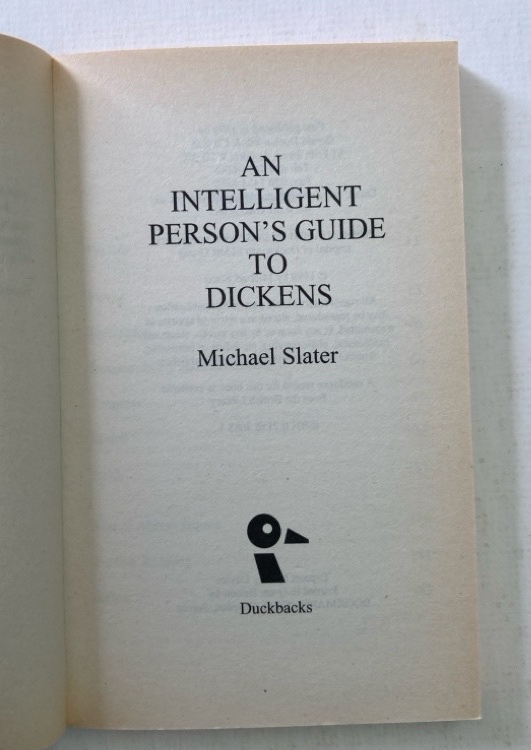 AN
INTELLIGENT
PERSON'S GUIDE
TO
DICKENS
Michael Slater
Duckbacks